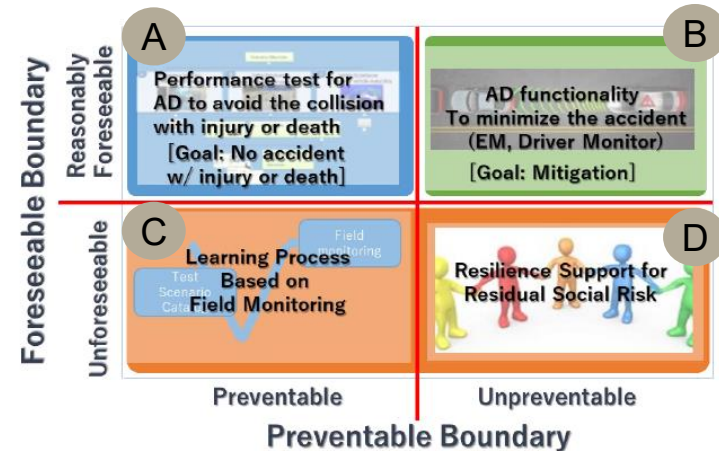 A
B
Foreseeable Boundary
Reasonably
Foreseeable
Performance test for
AD to avoid the collision
with injury or death
[Goal: No accident
w/ injury or death]
AD functionality
To minimize the accident
(EM, Driver Monitor)
[Goal: Mitigation]
C
D
Unforeseeable
Field
monitoring
Test
Scenario
Learning Process
Based on
Field Monitoring
Resilience Support for
Residual Social Risk
Preventable
Unpreventable
Preventable Boundary